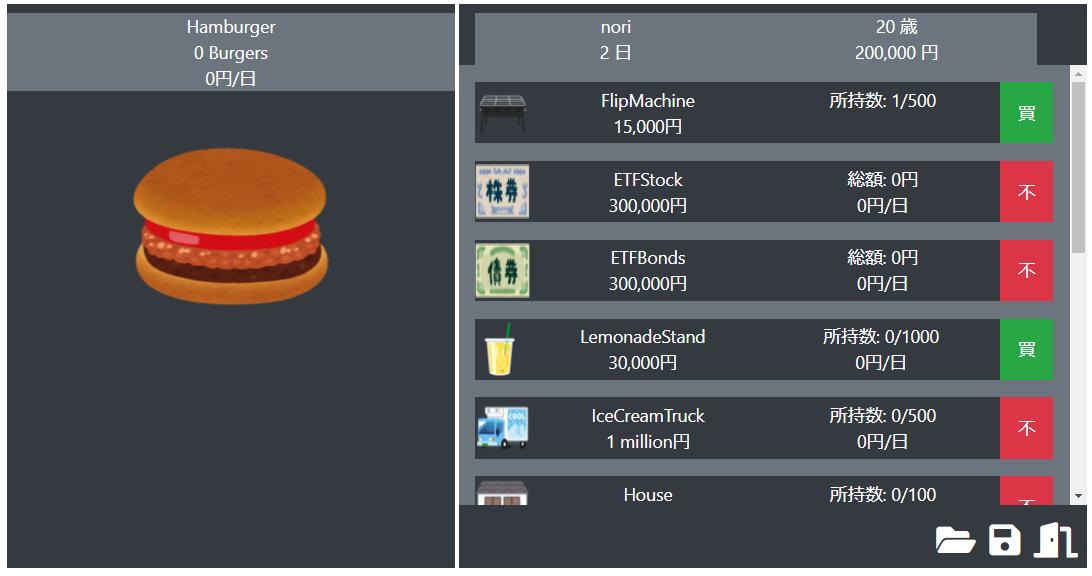 Hamburger
0 Burgers
0円/日
nori
20 歳
2 日
200,000 円
FlipMachine
所持数: 1/500
15,000円
買
株券
ETFStock
総額: 0円
300,000円
0円/日
不
債券
ETFBonds
総額: 0円
300,000円
0円/日
不
LemonadeStand
所持数: 0/1000
30,000円
0円/日
買
COOL
IceCreamTruck
所持数: 0/500
1 million円
0円/日
不
House
所持数: 0/100
不